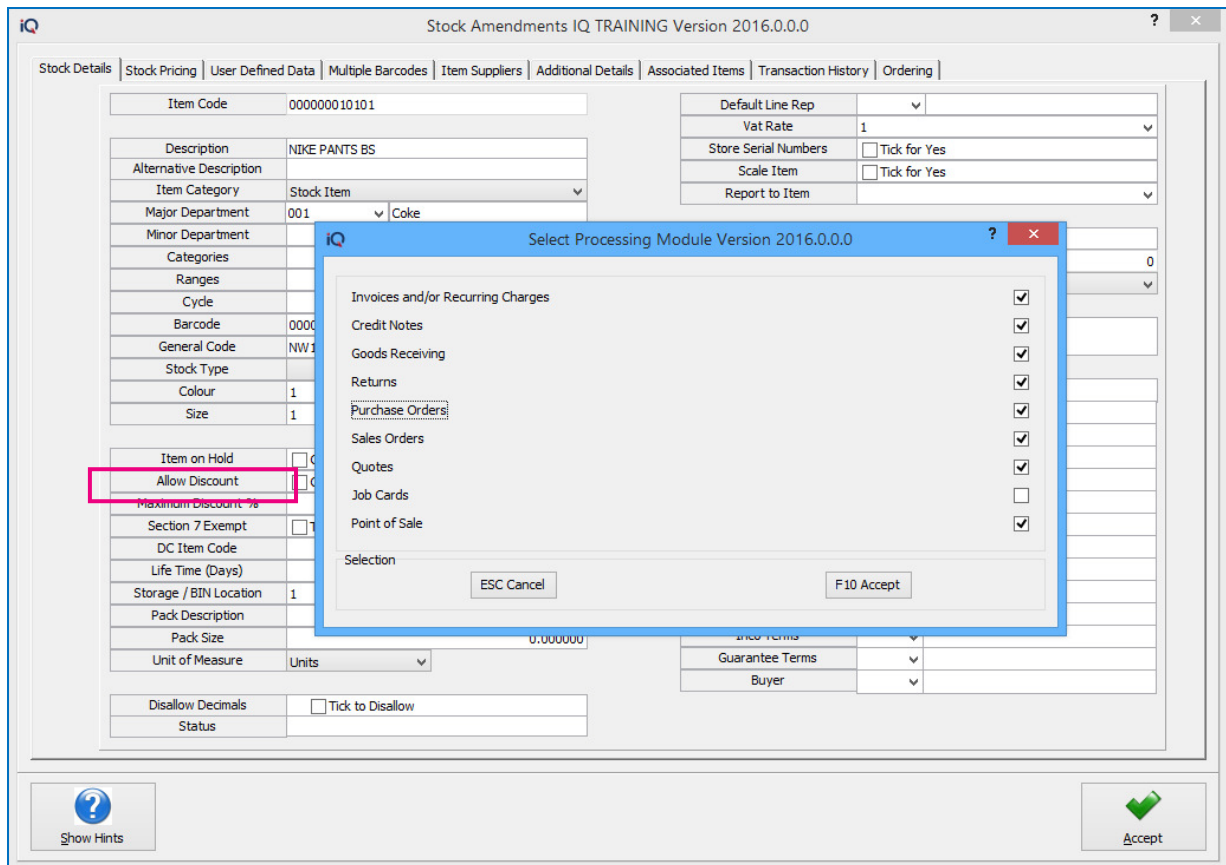 iQ Stock Amendments IQ TRAINING Version 2016.0.0.0 ? ×
Stock Details Stock Pricing User Defined Data Multiple Barcodes Item Suppliers Additional Details Associated Items Transaction History Ordering
Item Code 000000010101
Description NIKE PANTS BS
Alternative Description
Item Category Stock Item
Major Department 001 Coke
Minor Department
Categories
Ranges
Cycle
Barcode 0000
General Code NW1
Stock Type
Colour 1
Size 1
Item on Hold
Allow Discount
Maximum Discount %
Section 7 Exempt T
DC Item Code
Life Time (Days)
Storage / BIN Location 1
Pack Description
Pack Size 0.000000
Unit of Measure Units
Disallow Decimals Tick to Disallow
Status
Default Line Rep
Vat Rate 1
Store Serial Numbers Tick for Yes
Scale Item Tick for Yes
Report to Item
0
Inco Terms
Guarantee Terms
Buyer
iQ Select Processing Module Version 2016.0.0.0 ? ×
Invoices and/or Recurring Charges
Credit Notes
Goods Receiving
Returns
Purchase Orders
Sales Orders
Quotes
Job Cards
Point of Sale
Selection
ESC Cancel F10 Accept
? Show Hints
Accept